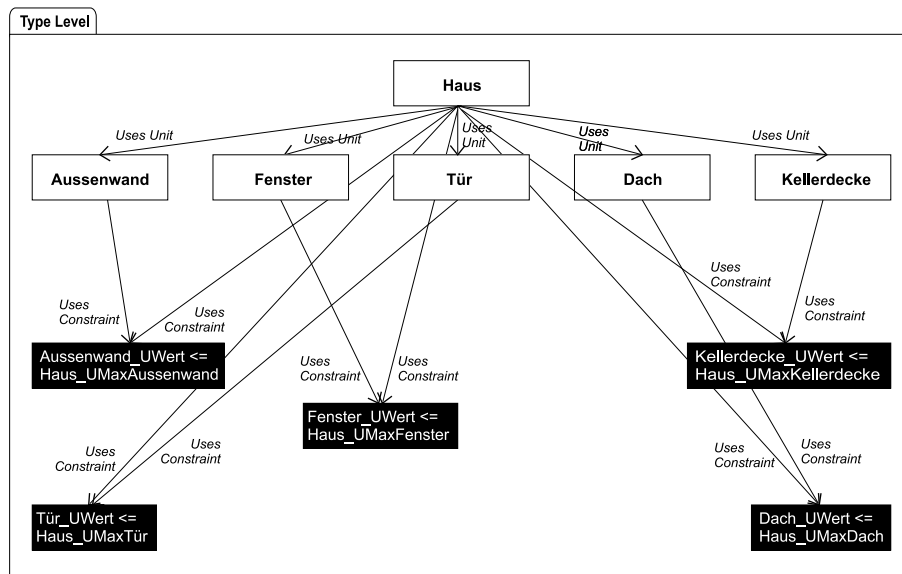 Type Level
Haus
Uses Unit
Uses Unit
Uses
Unit
Uses
Unit
Uses Unit
Aussenwand
Fenster
Tür
Dach
Kellerdecke
Uses
Constraint
Uses
Constraint
Uses
Constraint
Uses
Constraint
Aussenwand_UWert <=
Haus_UMaxAussenwand
Kellerdecke_UWert <=
Haus_UMaxKellerdecke
Uses
Constraint
Uses
Constraint
Fenster_UWert <=
Haus_UMaxFenster
Uses
Constraint
Uses
Constraint
Uses
Constraint
Uses
Constraint
Tür_UWert <=
Haus_UMaxTür
Dach_UWert <=
Haus_UMaxDach